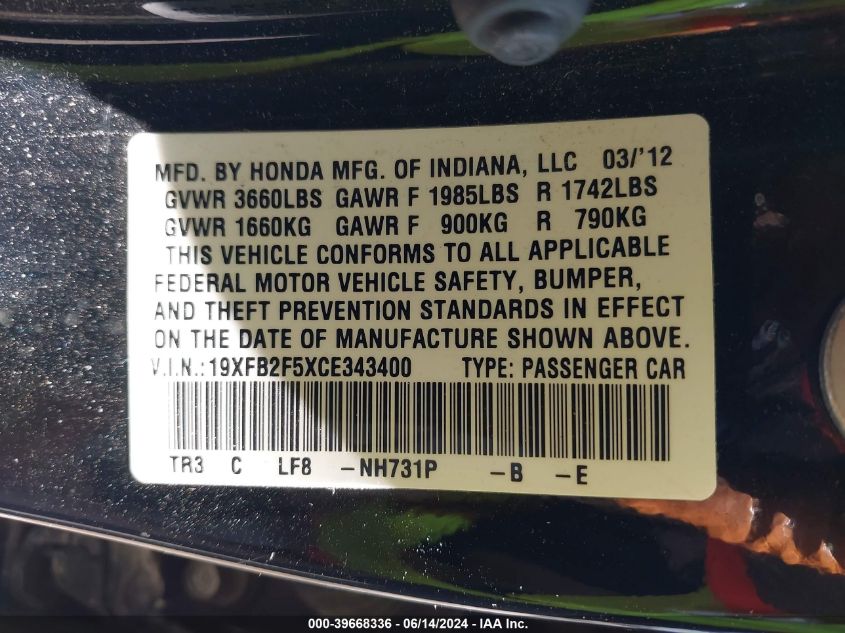 MFD. BY HONDA MFG. OF INDIANA, LLC 03/'12
GVWR 3660LBS GAWR F 1985LBS R 1742LBS
GVWR 1660KG GAWR F 900KG R 790KG
THIS VEHICLE CONFORMS TO ALL APPLICABLE
FEDERAL MOTOR VEHICLE SAFETY, BUMPER,
AND THEFT PREVENTION STANDARDS IN EFFECT
ON THE DATE OF MANUFACTURE SHOWN ABOVE.
V.I.N.:19XFB2F5XCE343400 TYPE: PASSENGER CAR
TR3 C LF8 -NH731P -B -E
000-39668336 - 06/14/2024 - IAA Inc.